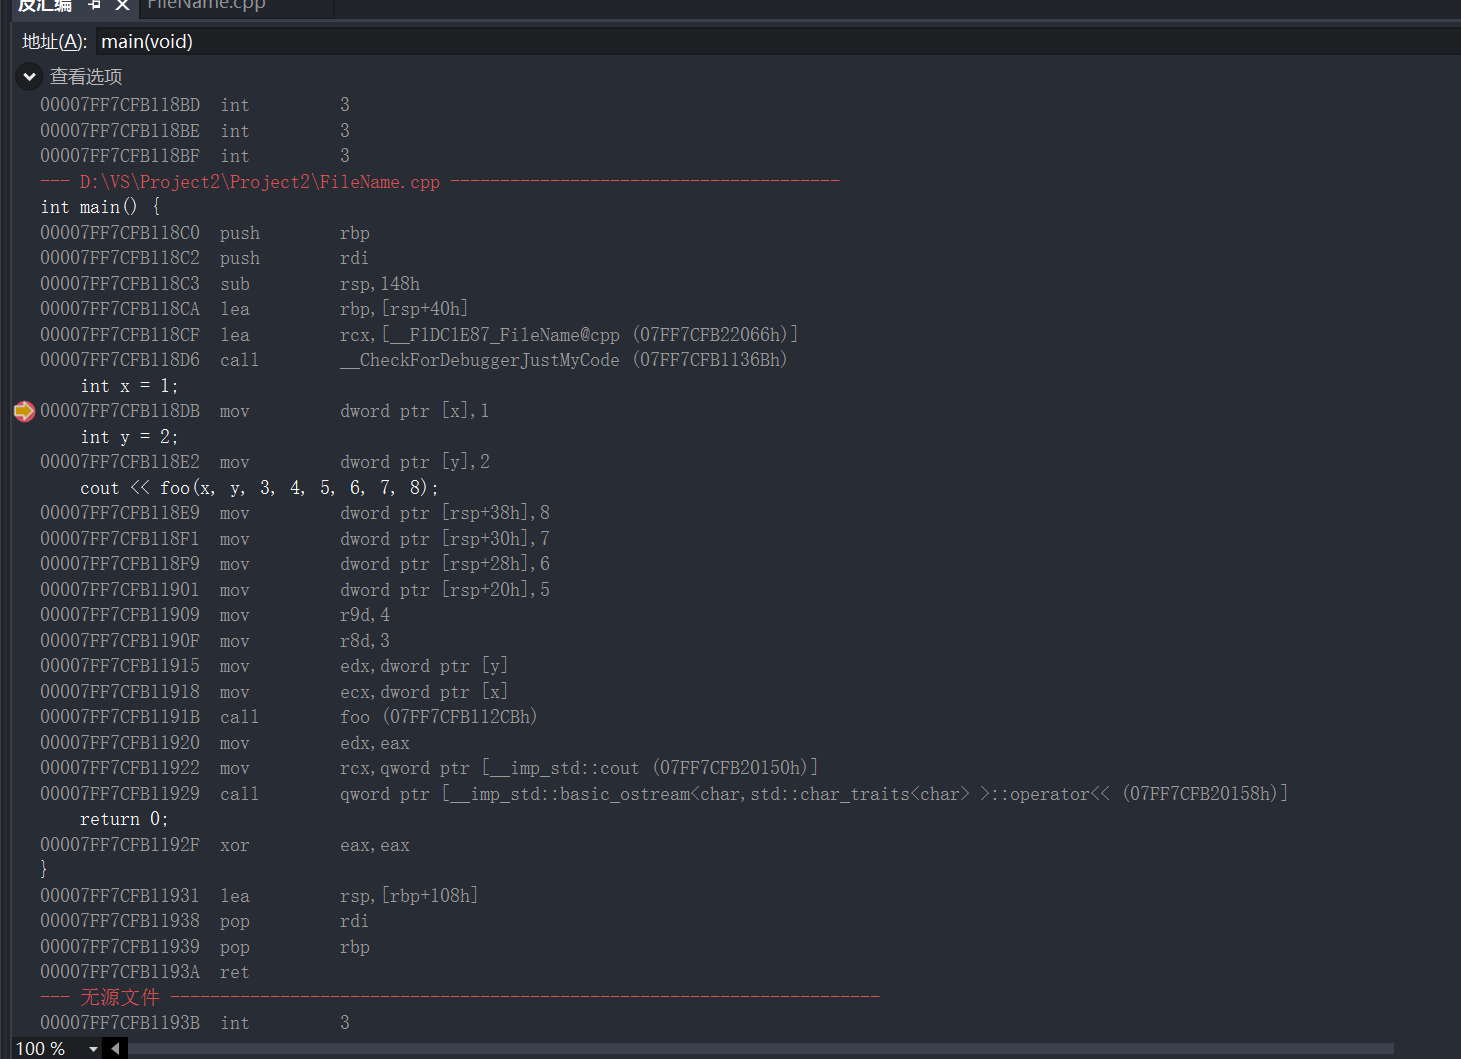 反汇编 FileName.cpp
地址(A): main(void)
查看选项
00007FF7CFB118BD  int         3
00007FF7CFB118BE  int         3
00007FF7CFB118BF  int         3
--- D:\VS\Project2\Project2\FileName.cpp ---------------------------------------
int main() {
00007FF7CFB118C0  push        rbp
00007FF7CFB118C2  push        rdi
00007FF7CFB118C3  sub         rsp,148h
00007FF7CFB118CA  lea         rbp,[rsp+40h]
00007FF7CFB118CF  lea         rcx,[__F1DC1E87_FileName@cpp (07FF7CFB22066h)]
00007FF7CFB118D6  call        __CheckForDebuggerJustMyCode (07FF7CFB1136Bh)
    int x = 1;
00007FF7CFB118DB  mov         dword ptr [x],1
    int y = 2;
00007FF7CFB118E2  mov         dword ptr [y],2
    cout << foo(x, y, 3, 4, 5, 6, 7, 8);
00007FF7CFB118E9  mov         dword ptr [rsp+38h],8
00007FF7CFB118F1  mov         dword ptr [rsp+30h],7
00007FF7CFB118F9  mov         dword ptr [rsp+28h],6
00007FF7CFB11901  mov         dword ptr [rsp+20h],5
00007FF7CFB11909  mov         r9d,4
00007FF7CFB1190F  mov         r8d,3
00007FF7CFB11915  mov         edx,dword ptr [y]
00007FF7CFB11918  mov         ecx,dword ptr [x]
00007FF7CFB1191B  call        foo (07FF7CFB112CBh)
00007FF7CFB11920  mov         edx,eax
00007FF7CFB11922  mov         rcx,qword ptr [__imp_std::cout (07FF7CFB20150h)]
00007FF7CFB11929  call        qword ptr [__imp_std::basic_ostream<char,std::char_traits<char> >::operator<< (07FF7CFB20158h)]
    return 0;
00007FF7CFB1192F  xor         eax,eax
}
00007FF7CFB11931  lea         rsp,[rbp+108h]
00007FF7CFB11938  pop         rdi
00007FF7CFB11939  pop         rbp
00007FF7CFB1193A  ret
--- 无源文件 -----------------------------------------------------------------------
00007FF7CFB1193B  int         3
100 %